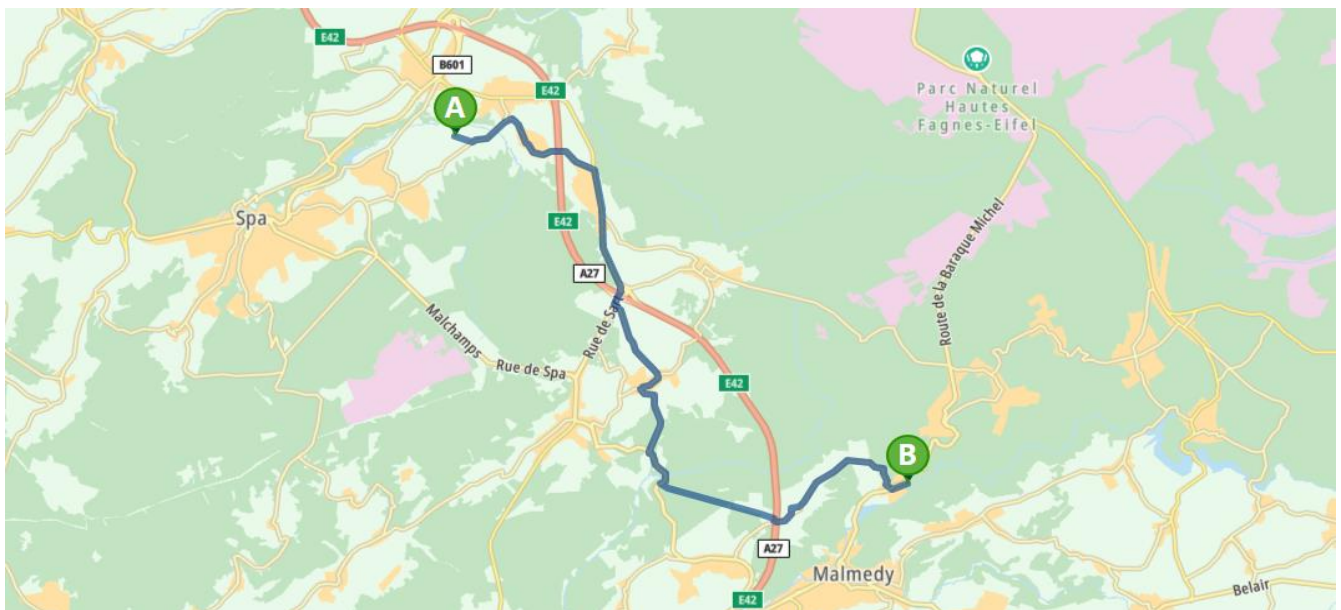 E42
B601
A
E42
Parc Naturel
Hautes
Fagnes-Eifel
Spa
E42
A27
Route de la Baraque Michel
Malchamps
Rue de Sart
Rue de Spa
E42
B
A27
Malmedy
Belair
E42